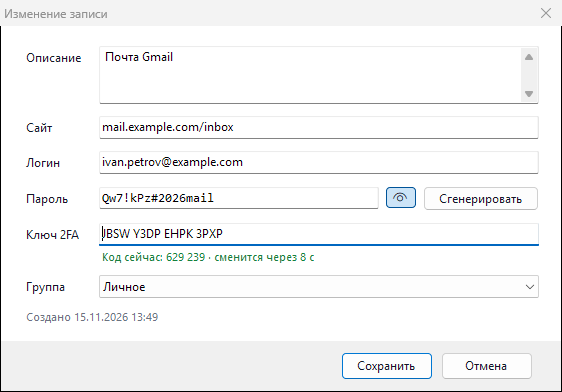 Изменение записи
Описание
Почта Gmail
Сайт
mail.example.com/inbox
Логин
ivan.petrov@example.com
Пароль
Qw7!kPz#2026mail
Сгенерировать
Ключ 2FA
JBSW Y3DP EHPK 3PXP
Код сейчас: 629 239 · сменится через 8 с
Группа
Личное
Создано 15.11.2026 13:49
Сохранить
Отмена